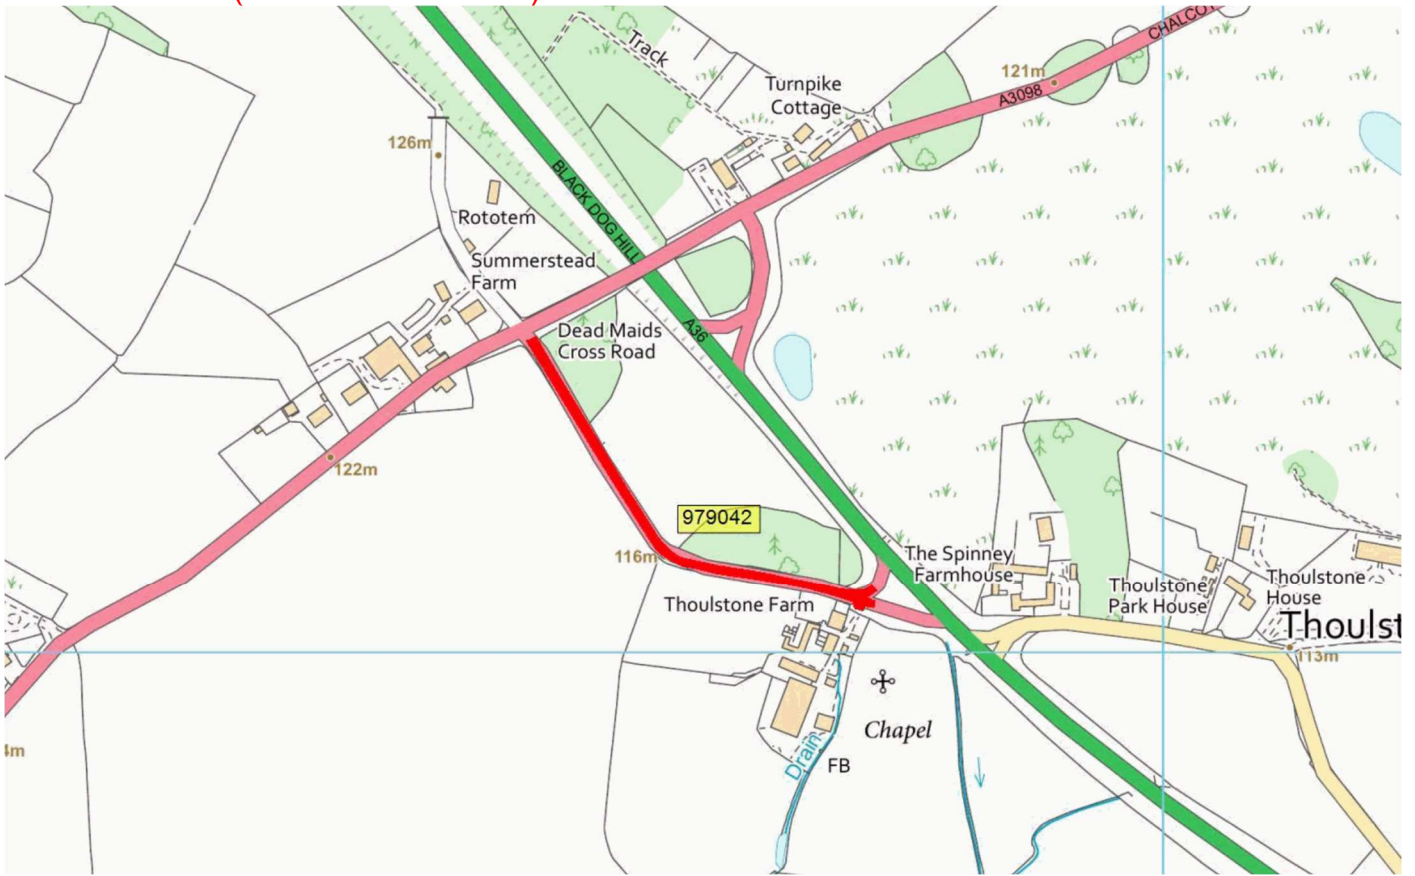 Track
CHALCO
Turnpike
Cottage
121m
A3098
126m
BLACK DOG HILL
Rototem
Summerstead
Farm
Dead Maids
Cross Road
A36
122m
979042
116m
The Spinney
Farmhouse
Thoulstone Farm
Thoulstone
Park House
Thoulstone
House
Thoulst
113m
Chapel
Drain
FB
4m